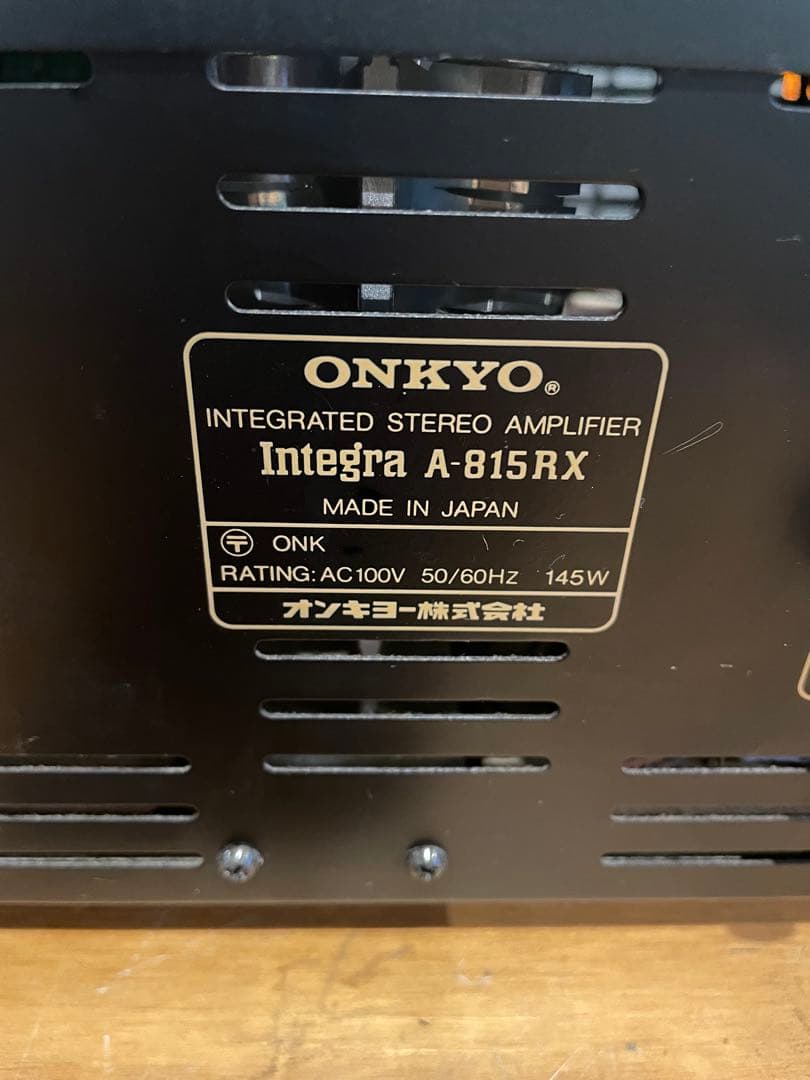 ONKYO®
INTEGRATED STEREO AMPLIFIER
Integra A-815RX
MADE IN JAPAN
〒 ONK
RATING: AC100V 50/60Hz 145W
オンキヨー株式会社